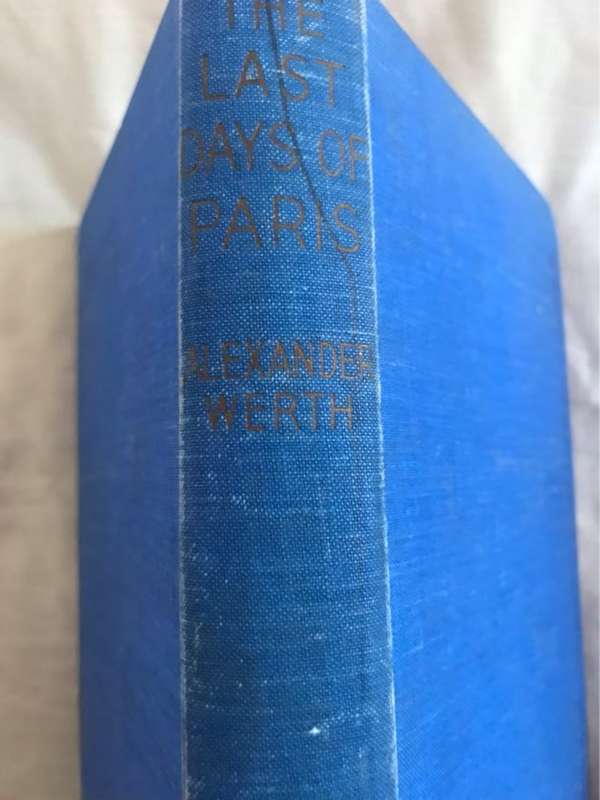 THE
LAST
DAYS OF
PARIS
ALEXANDER
WERTH